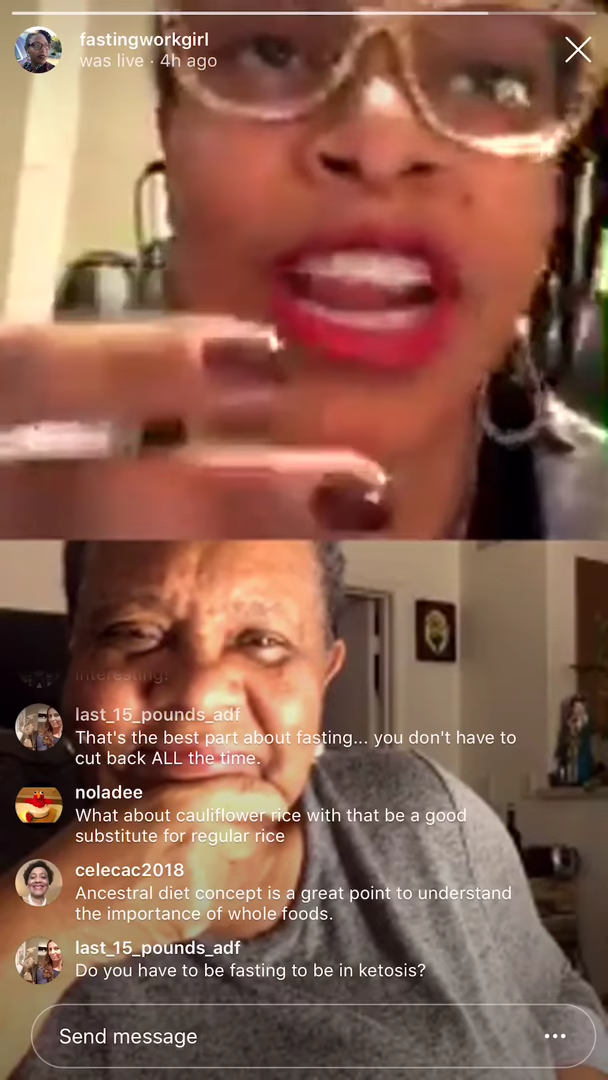 fastingworkgirl
was live · 4h ago
interesting!
last_15_pounds_adf
That's the best part about fasting... you don't have to
cut back ALL the time.
noladee
What about cauliflower rice with that be a good
substitute for regular rice
celecac2018
Ancestral diet concept is a great point to understand
the importance of whole foods.
last_15_pounds_adf
Do you have to be fasting to be in ketosis?
Send message